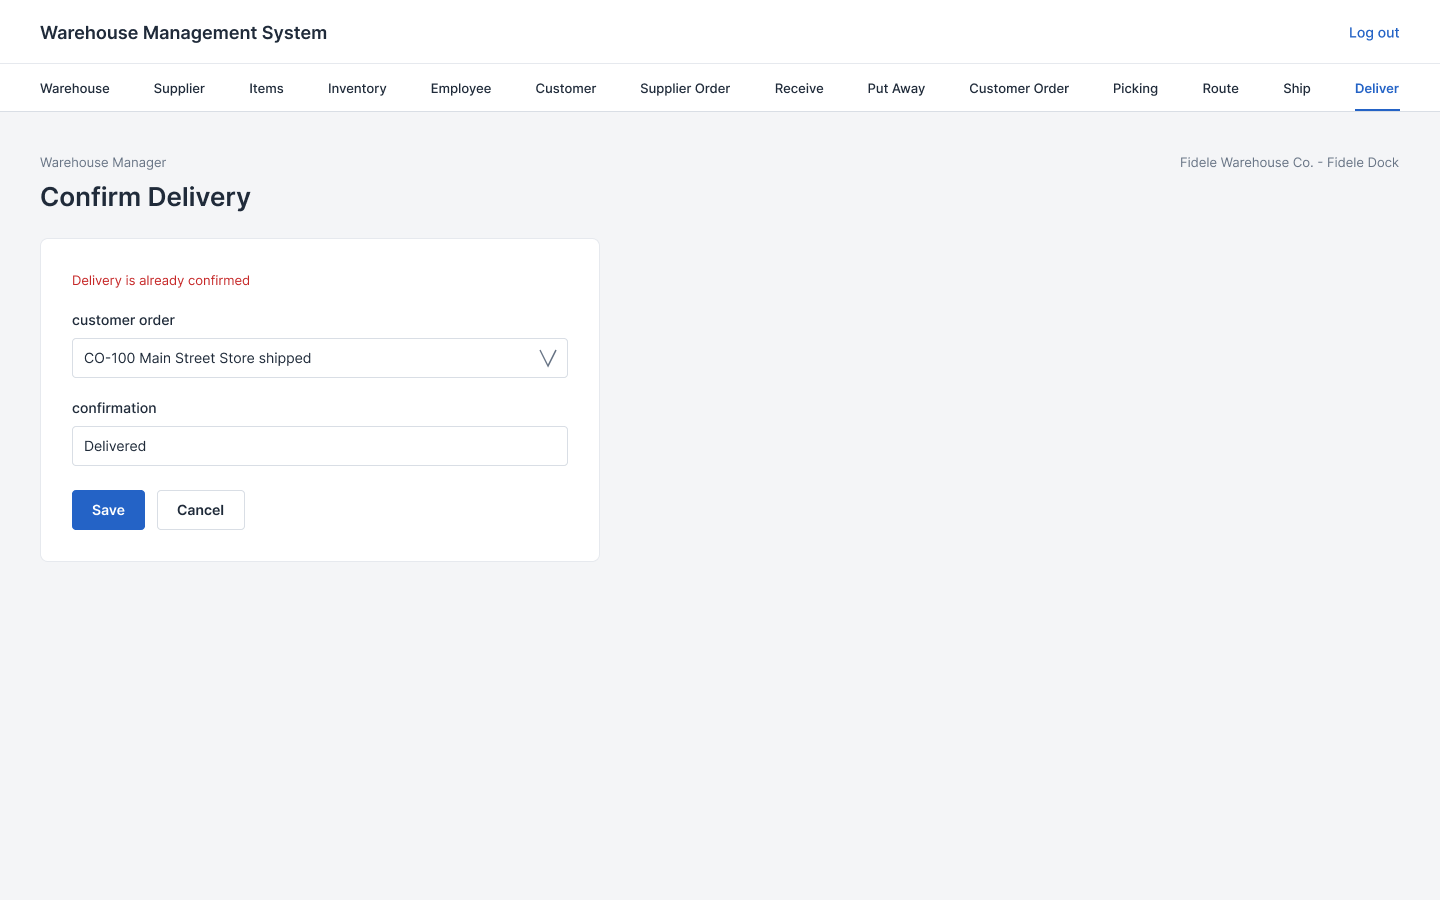 Warehouse Management System
Log out
Warehouse Supplier Items Inventory Employee Customer Supplier Order Receive Put Away Customer Order Picking Route Ship Deliver
Warehouse Manager
Fidele Warehouse Co. - Fidele Dock
Confirm Delivery
Delivery is already confirmed
customer order
CO-100 Main Street Store shipped
confirmation
Delivered
Save Cancel